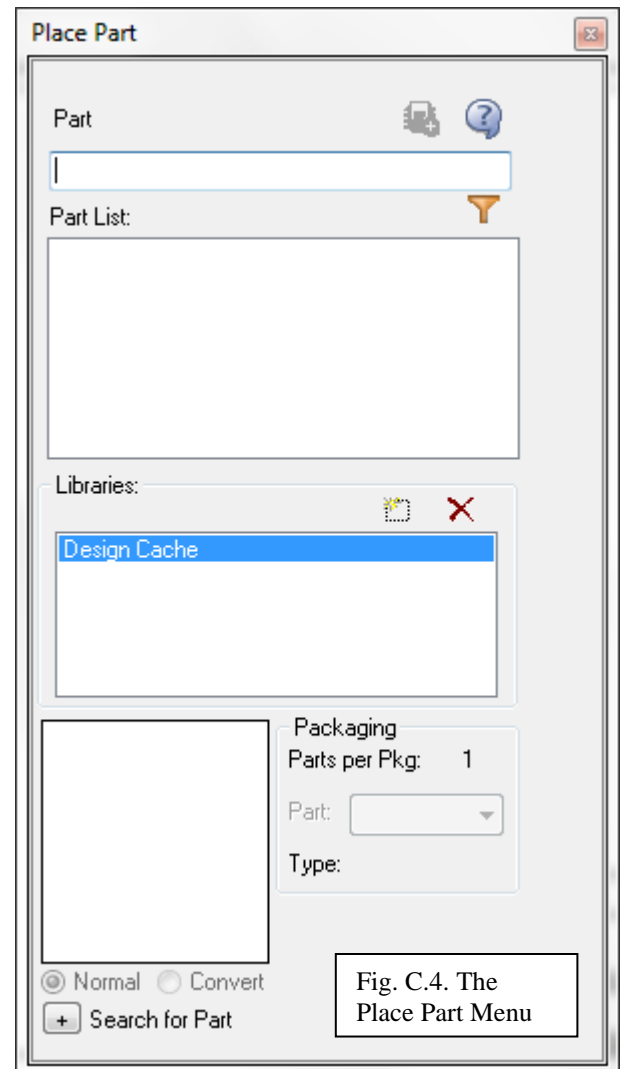 Place Part
Part
Part List:
Libraries:
Design Cache
Packaging
Parts per Pkg: 1
Part:
Type:
Normal Convert
+ Search for Part
Fig. C.4. The
Place Part Menu